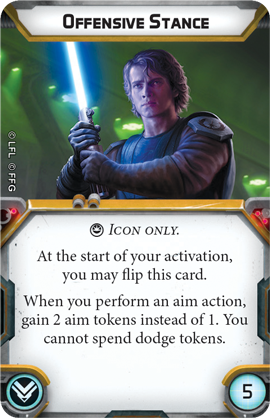 OFFENSIVE STANCE
© LFL © FFG
ICON ONLY.
At the start of your activation,
you may flip this card.
When you perform an aim action,
gain 2 aim tokens instead of 1. You
cannot spend dodge tokens.
5